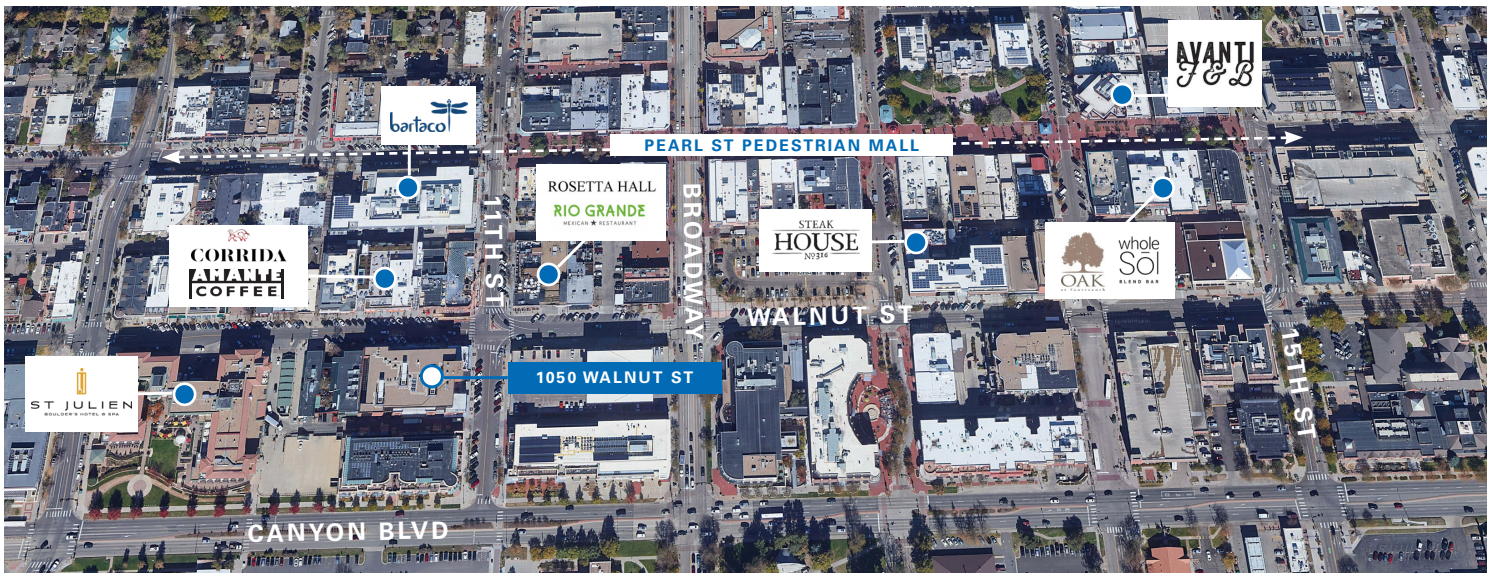 AVANTI
F & B
bartaco
PEARL ST PEDESTRIAN MALL
ROSETTA HALL
RIO GRANDE
MEXICAN ★ RESTAURANT
11TH ST
BROADWAY
STEAK
HOUSE
Nº316
CORRIDA
AMANTE
COFFEE
OAK
at fourteenth
whole
Sol
BLEND BAR
WALNUT ST
15TH ST
1050 WALNUT ST
ST JULIEN
BOULDER'S HOTEL & SPA
CANYON BLVD